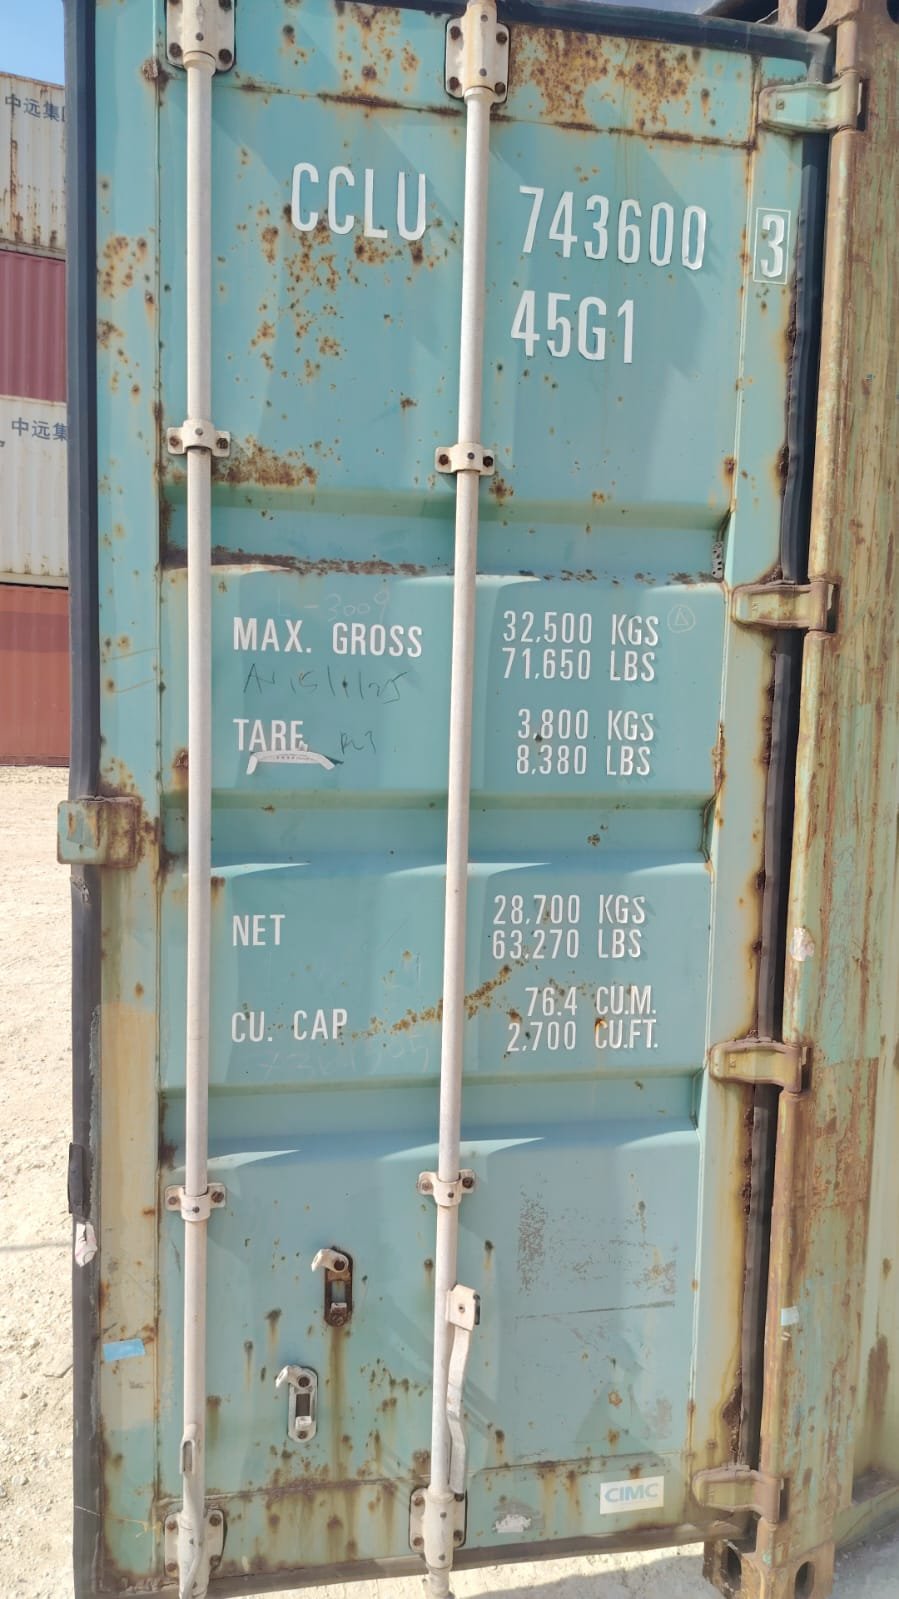 中远集
中远集
CCLU 743600 3
45G1
3009
MAX. GROSS 32,500 KGS
71,650 LBS
TARE 3,800 KGS
8,380 LBS
NET 28,700 KGS
63,270 LBS
CU. CAP 76.4 CU.M.
2,700 CU.FT.
CIMC